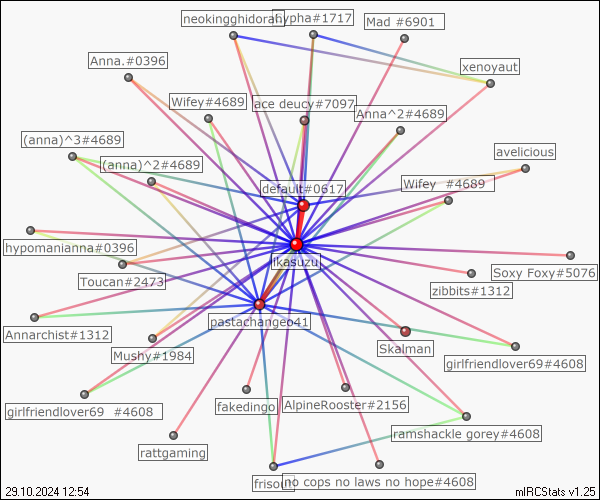 neokingghidorah
hypha#1717
Mad #6901
Anna.#0396
xenoyaut
Wifey#4689
ace deucy#7097
Anna^2#4689
(anna)^3#4689
(anna)^2#4689
avelicious
default#0617
Wifey  #4689
hypomanianna#0396
ikasuzu
Toucan#2473
Soxy Foxy#5076
zibbits#1312
pastachangeo41
Annarchist#1312
Mushy#1984
Skalman
girlfriendlover69#4608
girlfriendlover69  #4608
fakedingo
AlpineRooster#2156
ramshackle gorey#4608
rattgaming
no cops no laws no hope#4608
29.10.2024 12:54
mIRCStats v1.25